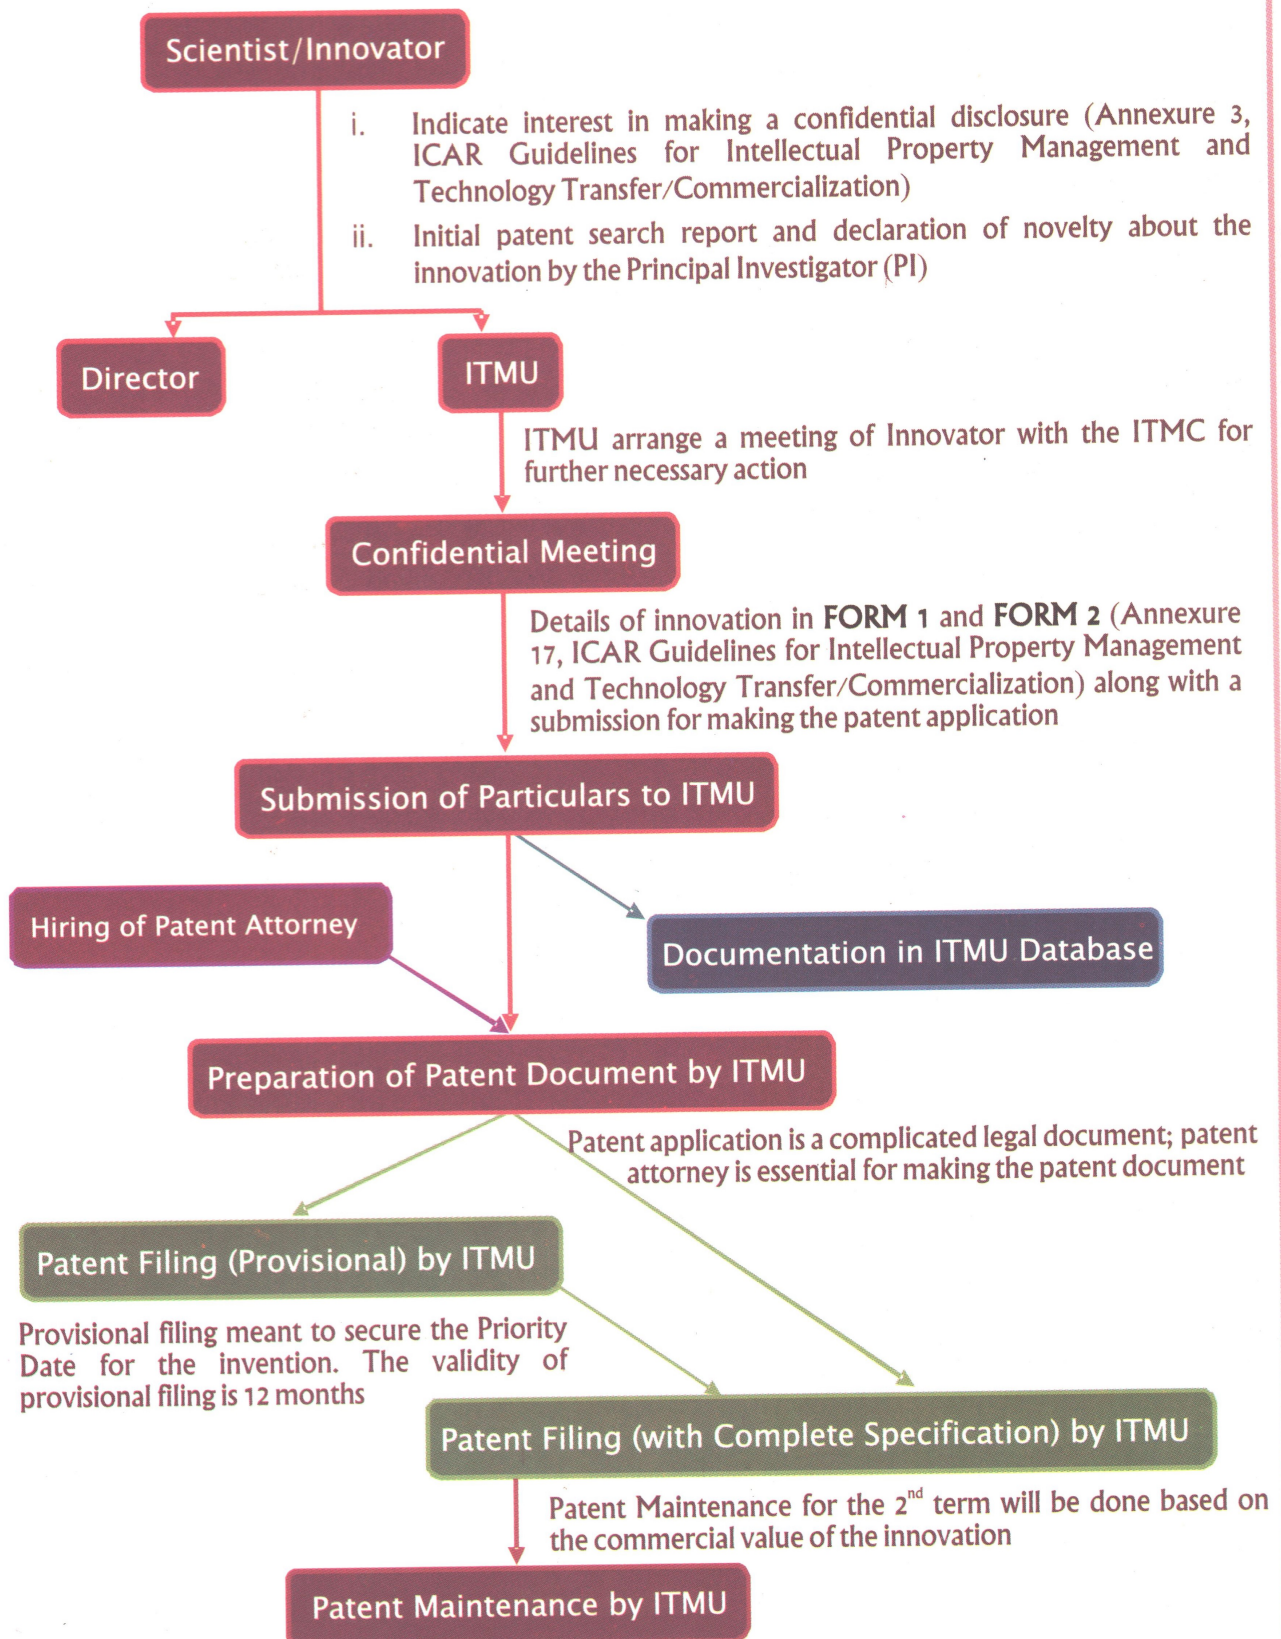 Scientist/Innovator
i. Indicate interest in making a confidential disclosure (Annexure 3,
ICAR Guidelines for Intellectual Property Management and
Technology Transfer/Commercialization)
ii. Initial patent search report and declaration of novelty about the
innovation by the Principal Investigator (PI)
Director
ITMU
ITMU arrange a meeting of Innovator with the ITMC for
further necessary action
Confidential Meeting
Details of innovation in FORM 1 and FORM 2 (Annexure
17, ICAR Guidelines for Intellectual Property Management
and Technology Transfer/Commercialization) along with a
submission for making the patent application
Submission of Particulars to ITMU
Hiring of Patent Attorney
Documentation in ITMU Database
Preparation of Patent Document by ITMU
Patent application is a complicated legal document; patent
attorney is essential for making the patent document
Patent Filing (Provisional) by ITMU
Provisional filing meant to secure the Priority
Date for the invention. The validity of
provisional filing is 12 months
Patent Filing (with Complete Specification) by ITMU
Patent Maintenance for the 2nd term will be done based on
the commercial value of the innovation
Patent Maintenance by ITMU